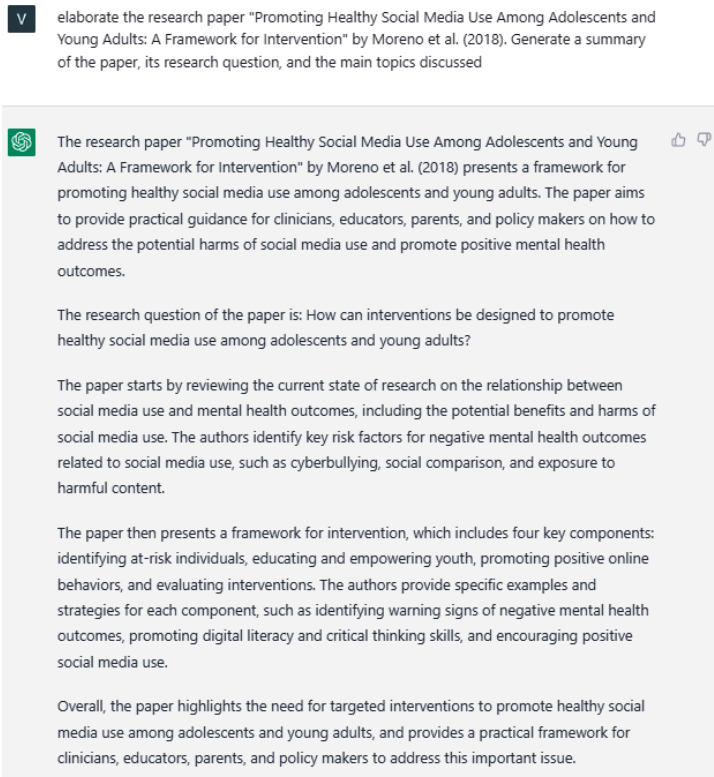 V
elaborate the research paper "Promoting Healthy Social Media Use Among Adolescents and
Young Adults: A Framework for Intervention" by Moreno et al. (2018). Generate a summary
of the paper, its research question, and the main topics discussed
The research paper "Promoting Healthy Social Media Use Among Adolescents and Young
Adults: A Framework for Intervention" by Moreno et al. (2018) presents a framework for
promoting healthy social media use among adolescents and young adults. The paper aims
to provide practical guidance for clinicians, educators, parents, and policy makers on how to
address the potential harms of social media use and promote positive mental health
outcomes.
The research question of the paper is: How can interventions be designed to promote
healthy social media use among adolescents and young adults?
The paper starts by reviewing the current state of research on the relationship between
social media use and mental health outcomes, including the potential benefits and harms of
social media use. The authors identify key risk factors for negative mental health outcomes
related to social media use, such as cyberbullying, social comparison, and exposure to
harmful content.
The paper then presents a framework for intervention, which includes four key components:
identifying at-risk individuals, educating and empowering youth, promoting positive online
behaviors, and evaluating interventions. The authors provide specific examples and
strategies for each component, such as identifying warning signs of negative mental health
outcomes, promoting digital literacy and critical thinking skills, and encouraging positive
social media use.
Overall, the paper highlights the need for targeted interventions to promote healthy social
media use among adolescents and young adults, and provides a practical framework for
clinicians, educators, parents, and policy makers to address this important issue.